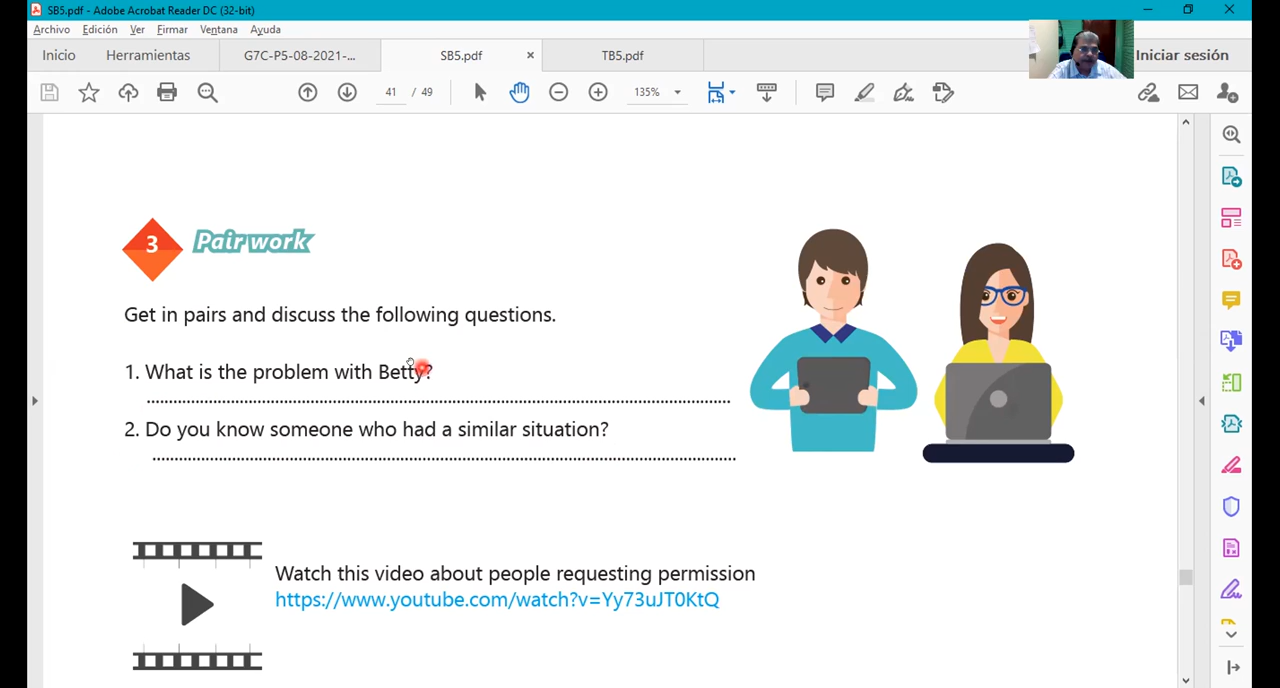 SB5.pdf - Adobe Acrobat Reader DC (32-bit)
Archivo Edición Ver Firmar Ventana Ayuda
Inicio Herramientas G7C-P5-08-2021-... SB5.pdf TB5.pdf Iniciar sesión
41 / 49 135%
3 Pair work
Get in pairs and discuss the following questions.
1. What is the problem with Betty?
2. Do you know someone who had a similar situation?
Watch this video about people requesting permission
https://www.youtube.com/watch?v=Yy73uJT0KtQ